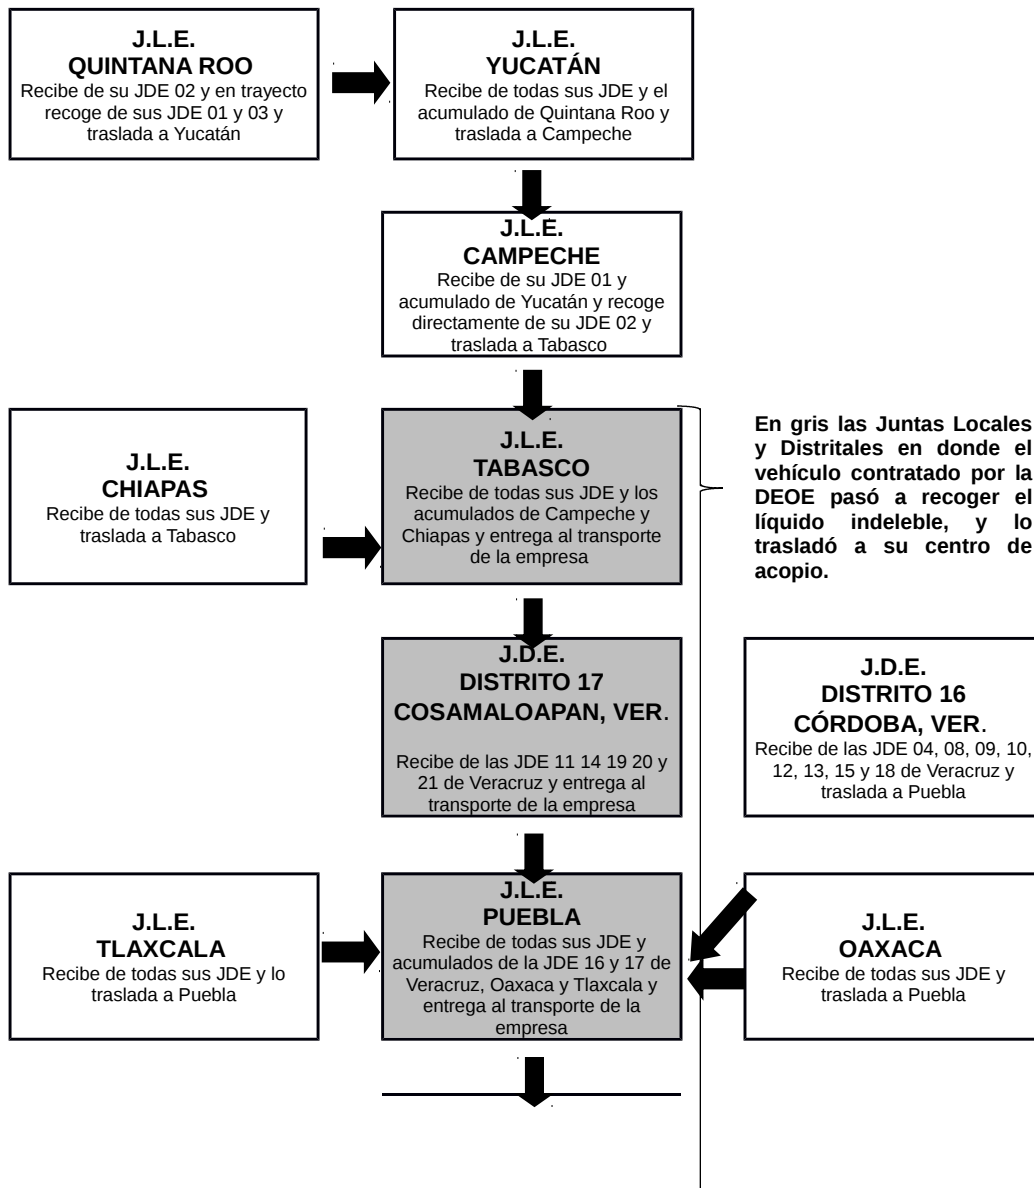 J.L.E.
QUINTANA ROO
Recibe de su JDE 02 y en trayecto
recoge de sus JDE 01 y 03 y
traslada a Yucatán
J.L.E.
YUCATÁN
Recibe de todas sus JDE y el
acumulado de Quintana Roo y
traslada a Campeche
J.L.E.
CAMPECHE
Recibe de su JDE 01 y
acumulado de Yucatán y recoge
directamente de su JDE 02 y
traslada a Tabasco
J.L.E.
CHIAPAS
Recibe de todas sus JDE y
traslada a Tabasco
J.L.E.
TABASCO
Recibe de todas sus JDE y los
acumulados de Campeche y
Chiapas y entrega al transporte
de la empresa
En gris las Juntas Locales
y Distritales en donde el
vehículo contratado por la
DEOE pasó a recoger el
líquido indeleble, y lo
trasladó a su centro de
acopio.
J.D.E.
DISTRITO 17
COSAMALOAPAN, VER.
Recibe de las JDE 11 14 19 20 y
21 de Veracruz y entrega al
transporte de la empresa
J.D.E.
DISTRITO 16
CÓRDOBA, VER.
Recibe de las JDE 04, 08, 09, 10,
12, 13, 15 y 18 de Veracruz y
traslada a Puebla
J.L.E.
TLAXCALA
Recibe de todas sus JDE y lo
traslada a Puebla
J.L.E.
PUEBLA
Recibe de todas sus JDE y
acumulados de la JDE 16 y 17 de
Veracruz, Oaxaca y Tlaxcala y
entrega al transporte de la
empresa
J.L.E.
OAXACA
Recibe de todas sus JDE y
traslada a Puebla